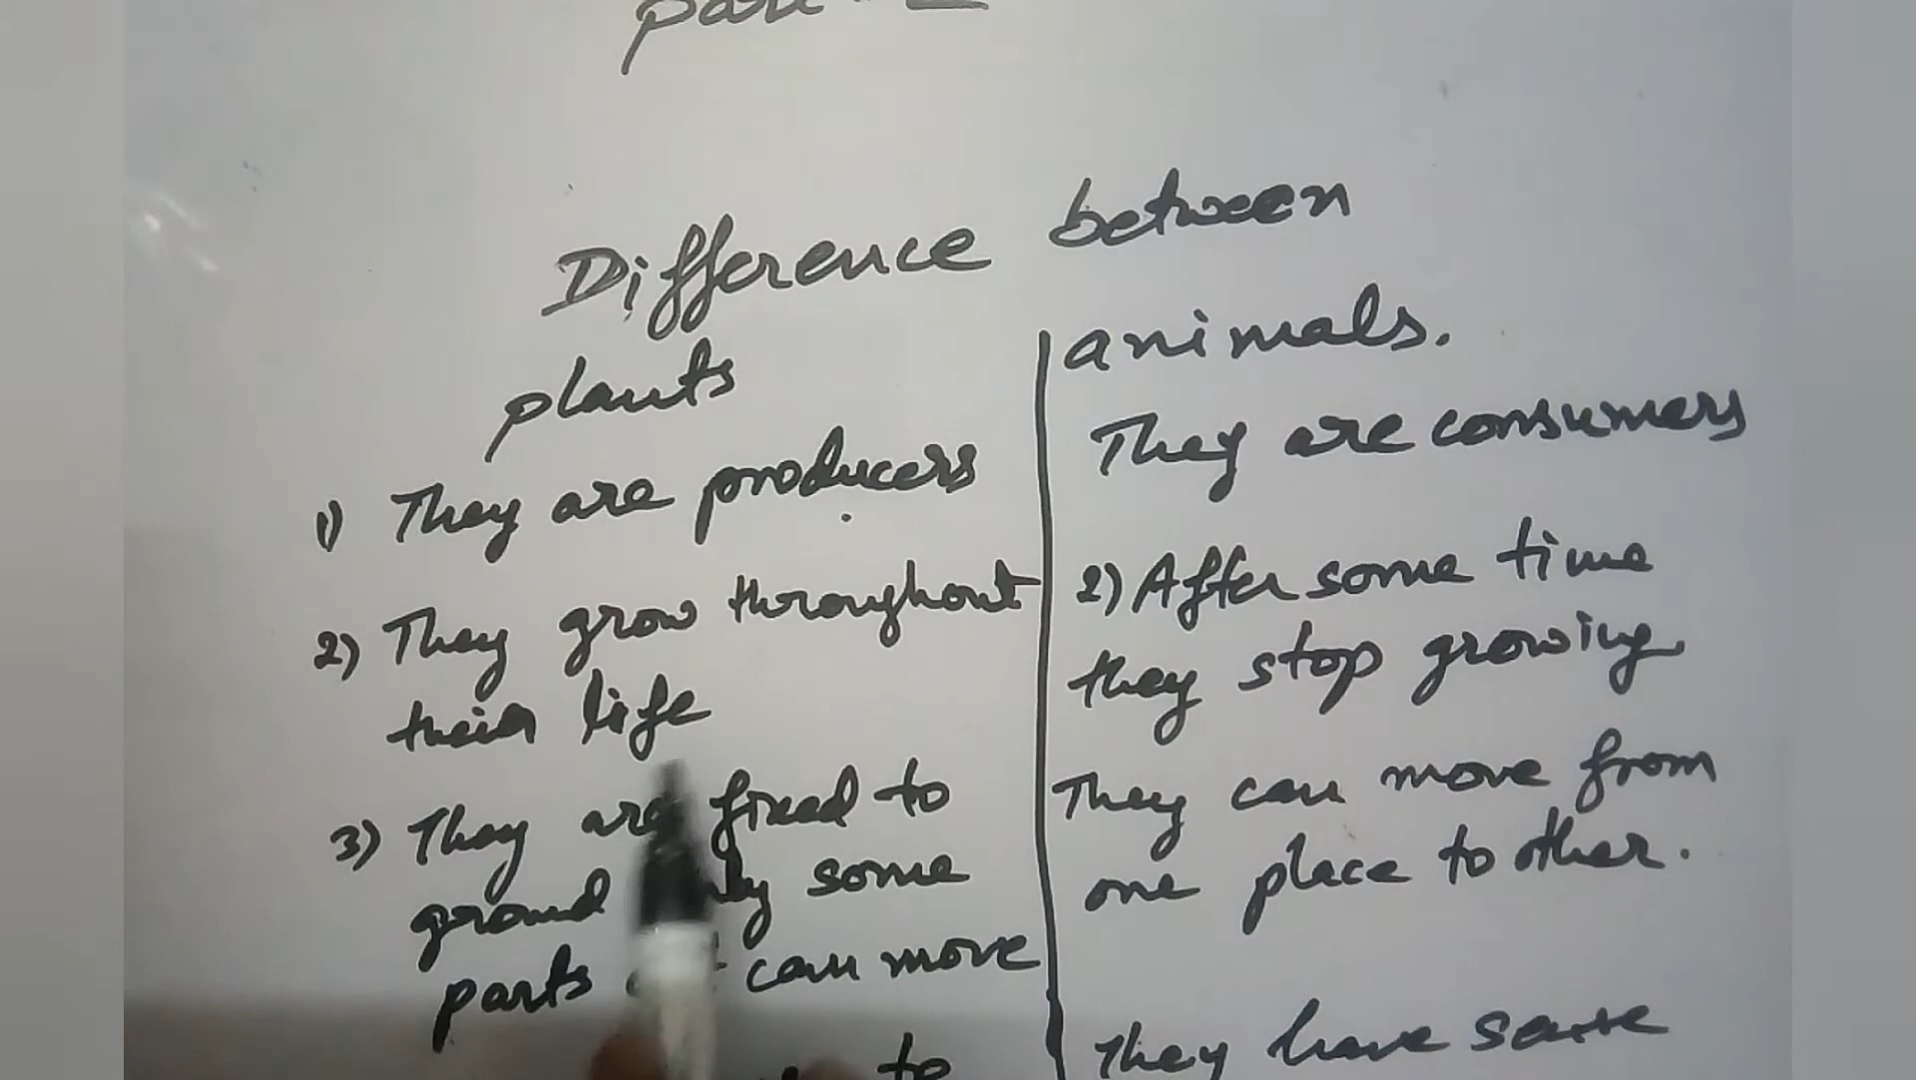 Difference between
plants
animals.
1) They are producers
They are consumers
2) They grow throughout
their life
2) After some time
they stop growing
3) They are fixed to
ground some
parts can move
They can move from
one place to other.
to
They have sense